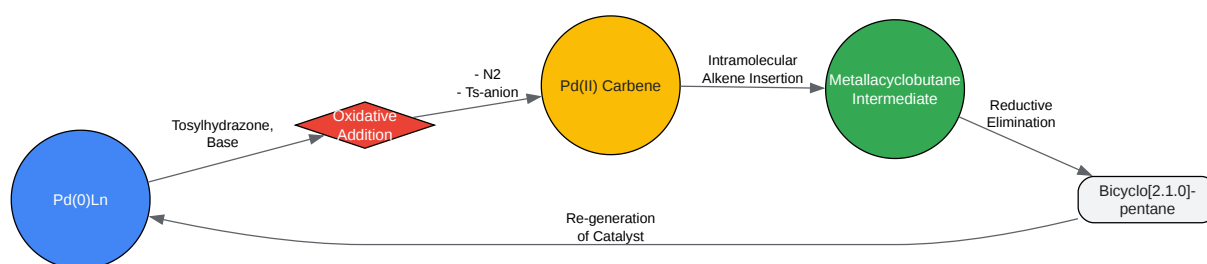 Pd(0)Ln
Tosylhydrazone,
Base
Oxidative
Addition
- N2
- Ts-anion
Pd(II) Carbene
Intramolecular
Alkene Insertion
Metallacyclobutane
Intermediate
Reductive
Elimination
Bicyclo[2.1.0]-
pentane
Re-generation
of Catalyst